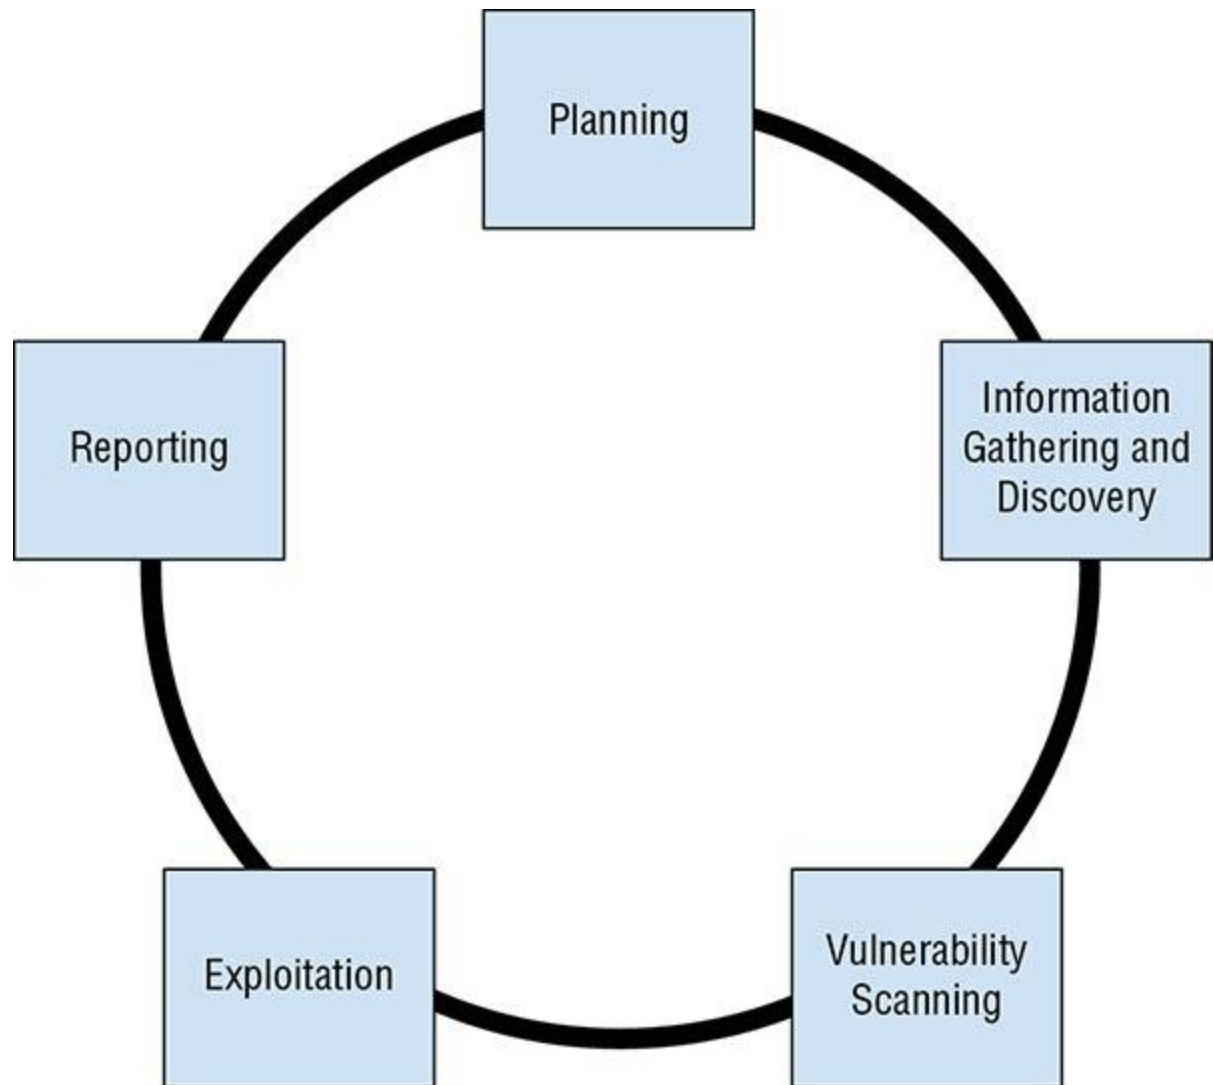 Planning
Information
Gathering and
Discovery
Vulnerability
Scanning
Exploitation
Reporting